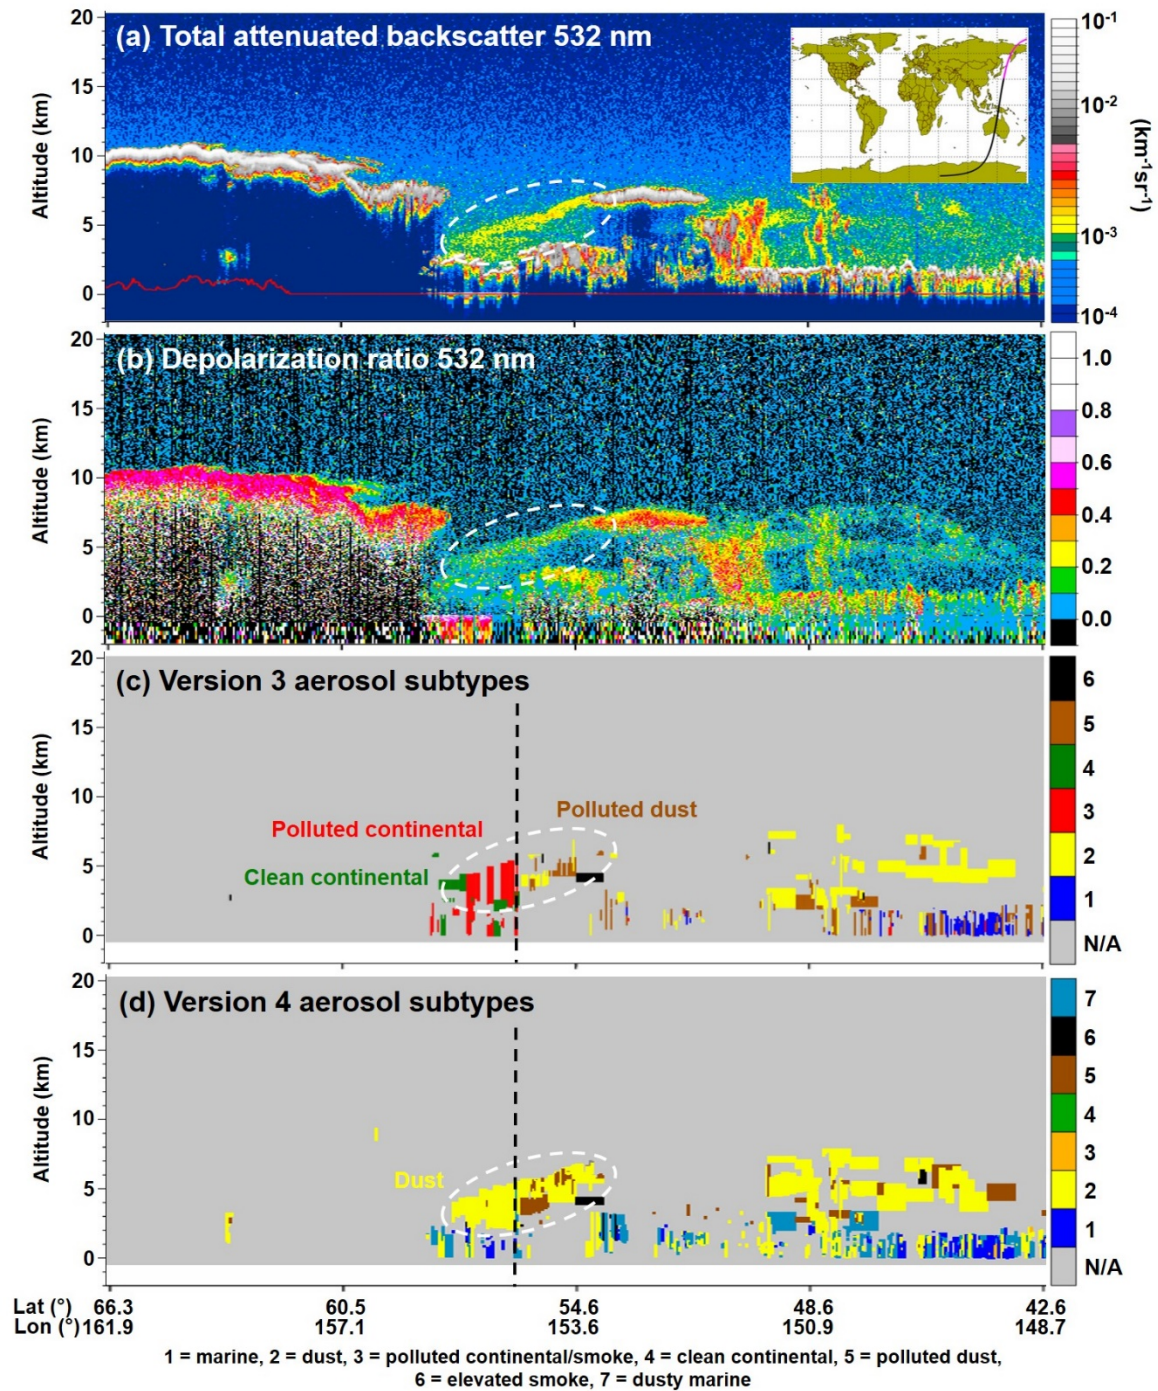 (a) Total attenuated backscatter 532 nm
Altitude (km)
20
15
10
5
0
10-1
10-2
10-3
10-4
(km-1sr-1)
(b) Depolarization ratio 532 nm
Altitude (km)
20
15
10
5
0
1.0
0.8
0.6
0.4
0.2
0.0
(c) Version 3 aerosol subtypes
Altitude (km)
20
15
10
5
0
Polluted dust
Polluted continental
Clean continental
6
5
4
3
2
1
N/A
(d) Version 4 aerosol subtypes
Altitude (km)
20
15
10
5
0
Dust
7
6
5
4
3
2
1
N/A
Lat (°) 66.3 60.5 54.6 48.6 42.6
Lon (°) 161.9 157.1 153.6 150.9 148.7
1 = marine, 2 = dust, 3 = polluted continental/smoke, 4 = clean continental, 5 = polluted dust,
6 = elevated smoke, 7 = dusty marine